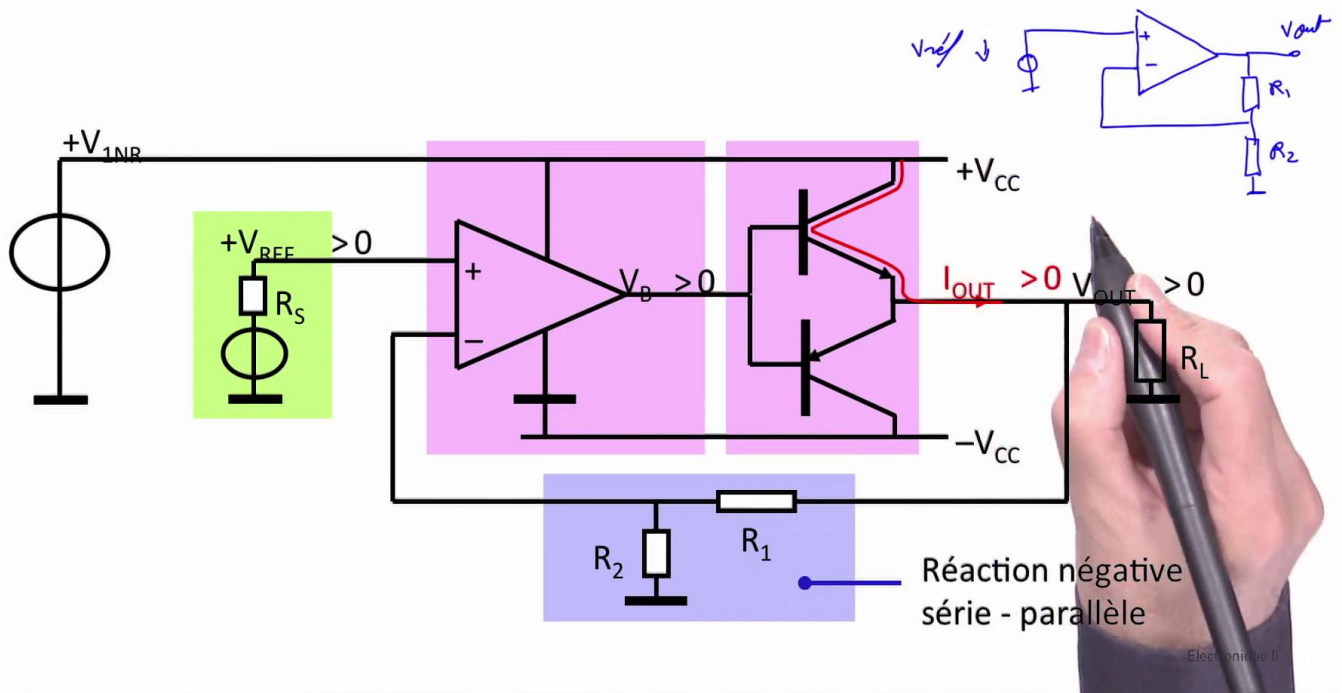 Vréf
Vout
+
−
R1
R2
+V1NR
+VCC
+VREF >0
+
RS
−
VB >0
IOUT >0 VOUT >0
RL
−VCC
R1
R2
Réaction négative
série - parallèle
Electronique II